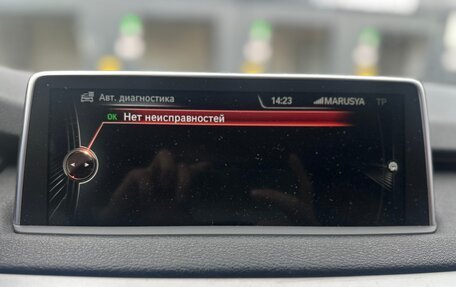 Авт. диагностика 14:23 MARUSYA TP
OK Нет неисправностей